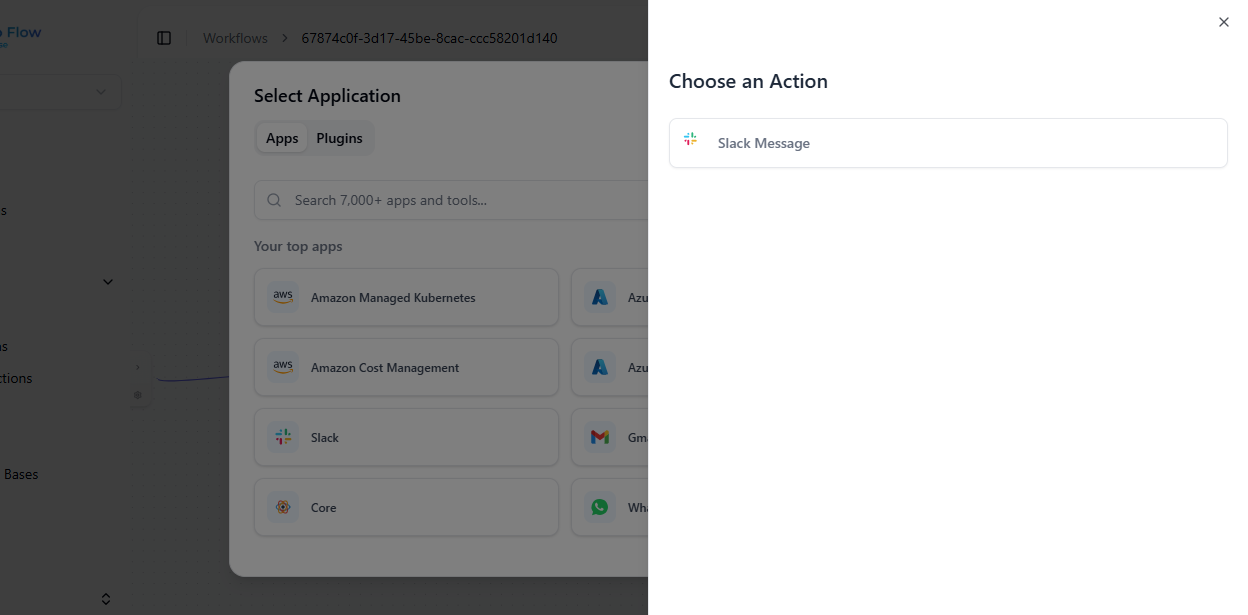 Flow
Workflows
67874c0f-3d17-45be-8cac-ccc58201d140
Select Application
Apps
Plugins
Search 7,000+ apps and tools...
Your top apps
aws
Amazon Managed Kubernetes
Azu
aws
Amazon Cost Management
Azu
Slack
Gm
Core
Wh
Bases
Choose an Action
Slack Message